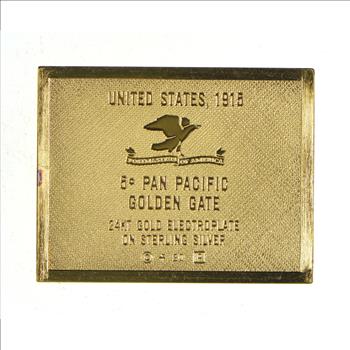 UNITED STATES, 1915
POSTMASTERS OF AMERICA
5¢ PAN PACIFIC
GOLDEN GATE
24KT GOLD ELECTROPLATE
ON STERLING SILVER